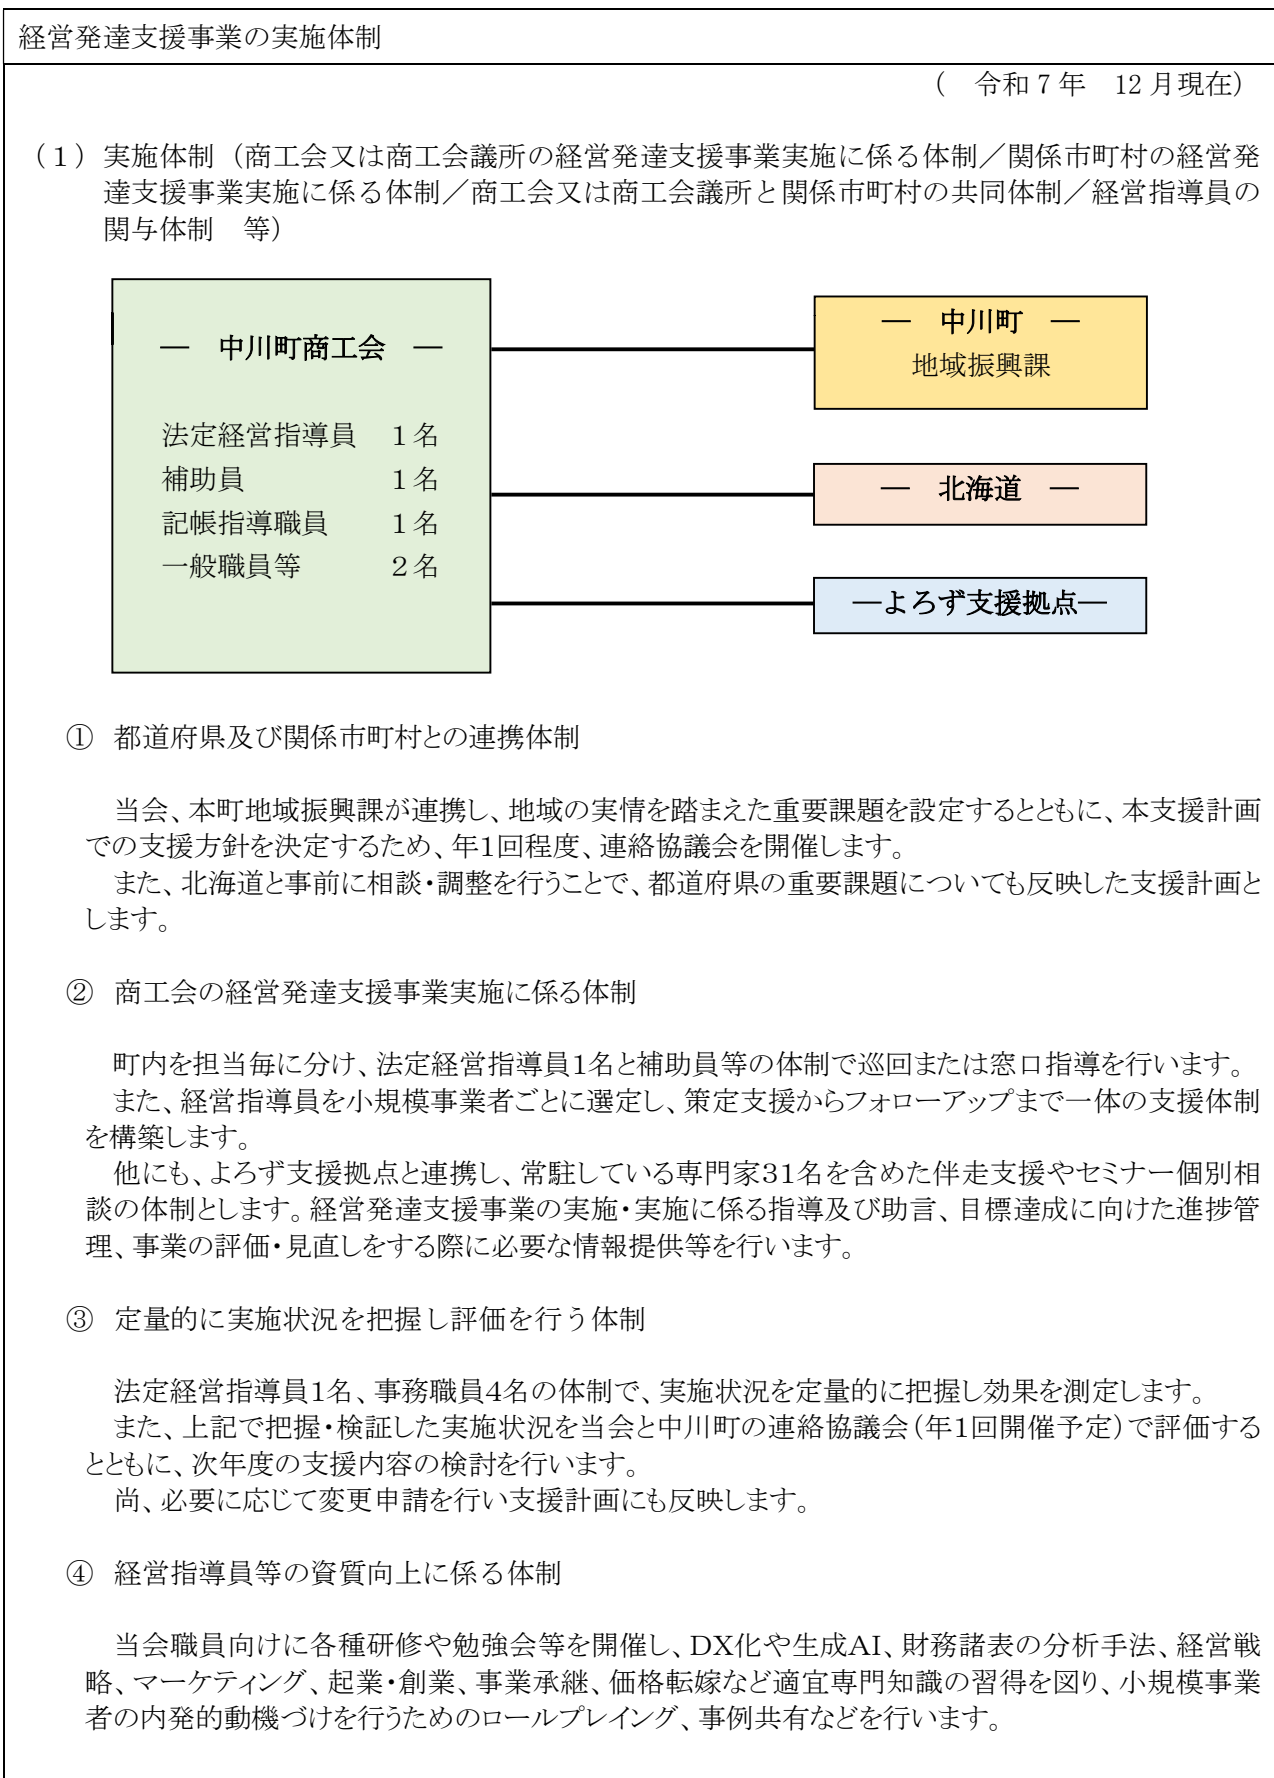 経営発達支援事業の実施体制
（　令和７年　12月現在）
（１）実施体制（商工会又は商工会議所の経営発達支援事業実施に係る体制／関係市町村の経営発
達支援事業実施に係る体制／商工会又は商工会議所と関係市町村の共同体制／経営指導員の
関与体制　等）
―　中川町商工会　―
法定経営指導員　１名
補助員　１名
記帳指導職員　１名
一般職員等　２名
―　中川町　―
地域振興課
―　北海道　―
―よろず支援拠点―
①　都道府県及び関係市町村との連携体制
当会、本町地域振興課が連携し、地域の実情を踏まえた重要課題を設定するとともに、本支援計画
での支援方針を決定するため、年１回程度、連絡協議会を開催します。
また、北海道と事前に相談・調整を行うことで、都道府県の重要課題についても反映した支援計画と
します。
②　商工会の経営発達支援事業実施に係る体制
町内を担当毎に分け、法定経営指導員１名と補助員等の体制で巡回または窓口指導を行います。
また、経営指導員を小規模事業者ごとに選定し、策定支援からフォローアップまで一体の支援体制
を構築します。
他にも、よろず支援拠点と連携し、常駐している専門家３１名を含めた伴走支援やセミナー個別相
談の体制とします。経営発達支援事業の実施・実施に係る指導及び助言、目標達成に向けた進捗管
理、事業の評価・見直しをする際に必要な情報提供等を行います。
③　定量的に実施状況を把握し評価を行う体制
法定経営指導員１名、事務職員４名の体制で、実施状況を定量的に把握し効果を測定します。
また、上記で把握・検証した実施状況を当会と中川町の連絡協議会（年１回開催予定）で評価する
とともに、次年度の支援内容の検討を行います。
尚、必要に応じて変更申請を行い支援計画にも反映します。
④　経営指導員等の資質向上に係る体制
当会職員向けに各種研修や勉強会等を開催し、ＤＸ化や生成ＡＩ、財務諸表の分析手法、経営戦
略、マーケティング、起業・創業、事業承継、価格転嫁など適宜専門知識の習得を図り、小規模事業
者の内発的動機づけを行うためのロールプレイング、事例共有などを行います。